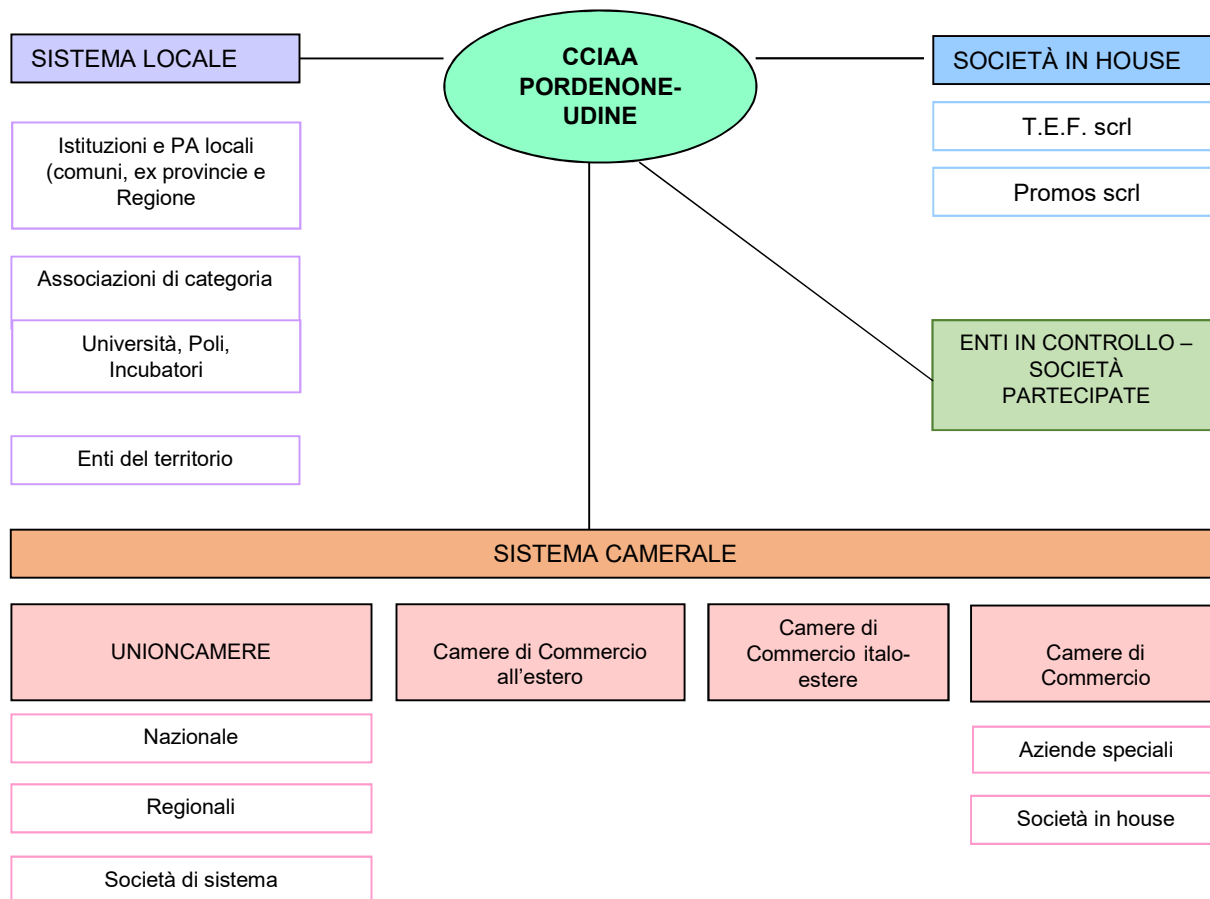 SISTEMA LOCALE
CCIAA
PORDENONE-
UDINE
SOCIETÀ IN HOUSE
T.E.F. scrl
Promos scrl
Istituzioni e PA locali
(comuni, ex provincie e
Regione
Associazioni di categoria
Università, Poli,
Incubatori
Enti del territorio
ENTI IN CONTROLLO –
SOCIETÀ
PARTECIPATE
SISTEMA CAMERALE
UNIONCAMERE
Nazionale
Regionali
Società di sistema
Camere di Commercio
all’estero
Camere di
Commercio italo-
estere
Camere di
Commercio
Aziende speciali
Società in house